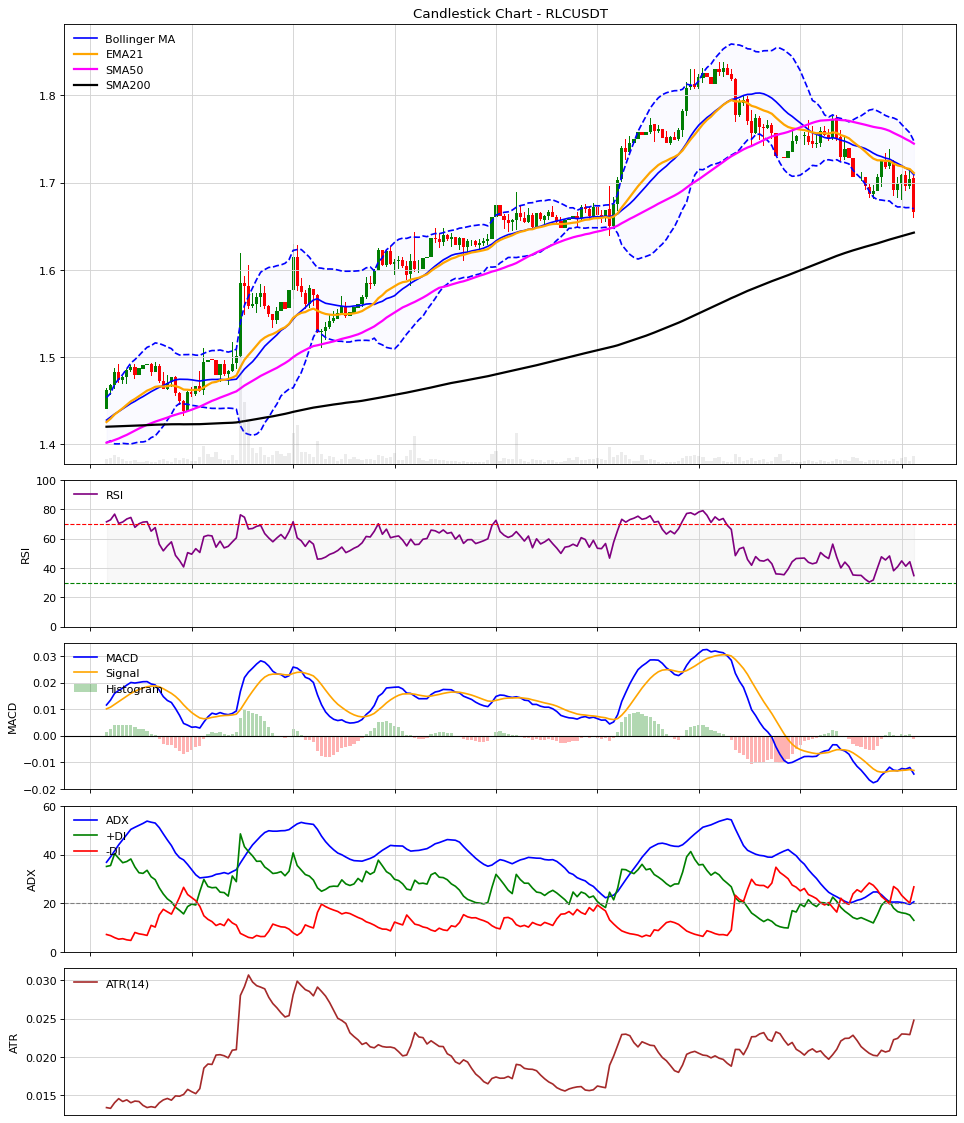 Candlestick Chart - RLCUSDT
Bollinger MA
EMA21
SMA50
SMA200
1.8
1.7
1.6
1.5
1.4
RSI
100
80
60
40
20
0
RSI
MACD
Signal
Histogram
0.03
0.02
0.01
0.00
−0.01
−0.02
MACD
ADX
+DI
-DI
60
40
20
0
ADX
ATR(14)
0.030
0.025
0.020
0.015
ATR